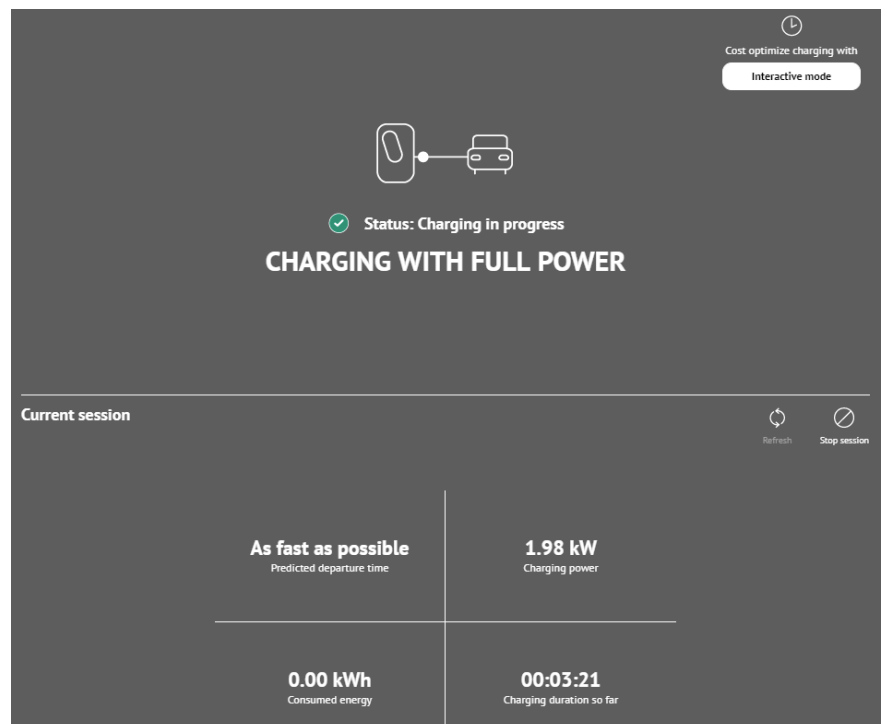 Cost optimize charging with
Interactive mode
Status: Charging in progress
CHARGING WITH FULL POWER
Current session
Refresh
Stop session
As fast as possible
Predicted departure time
1.98 kW
Charging power
0.00 kWh
Consumed energy
00:03:21
Charging duration so far